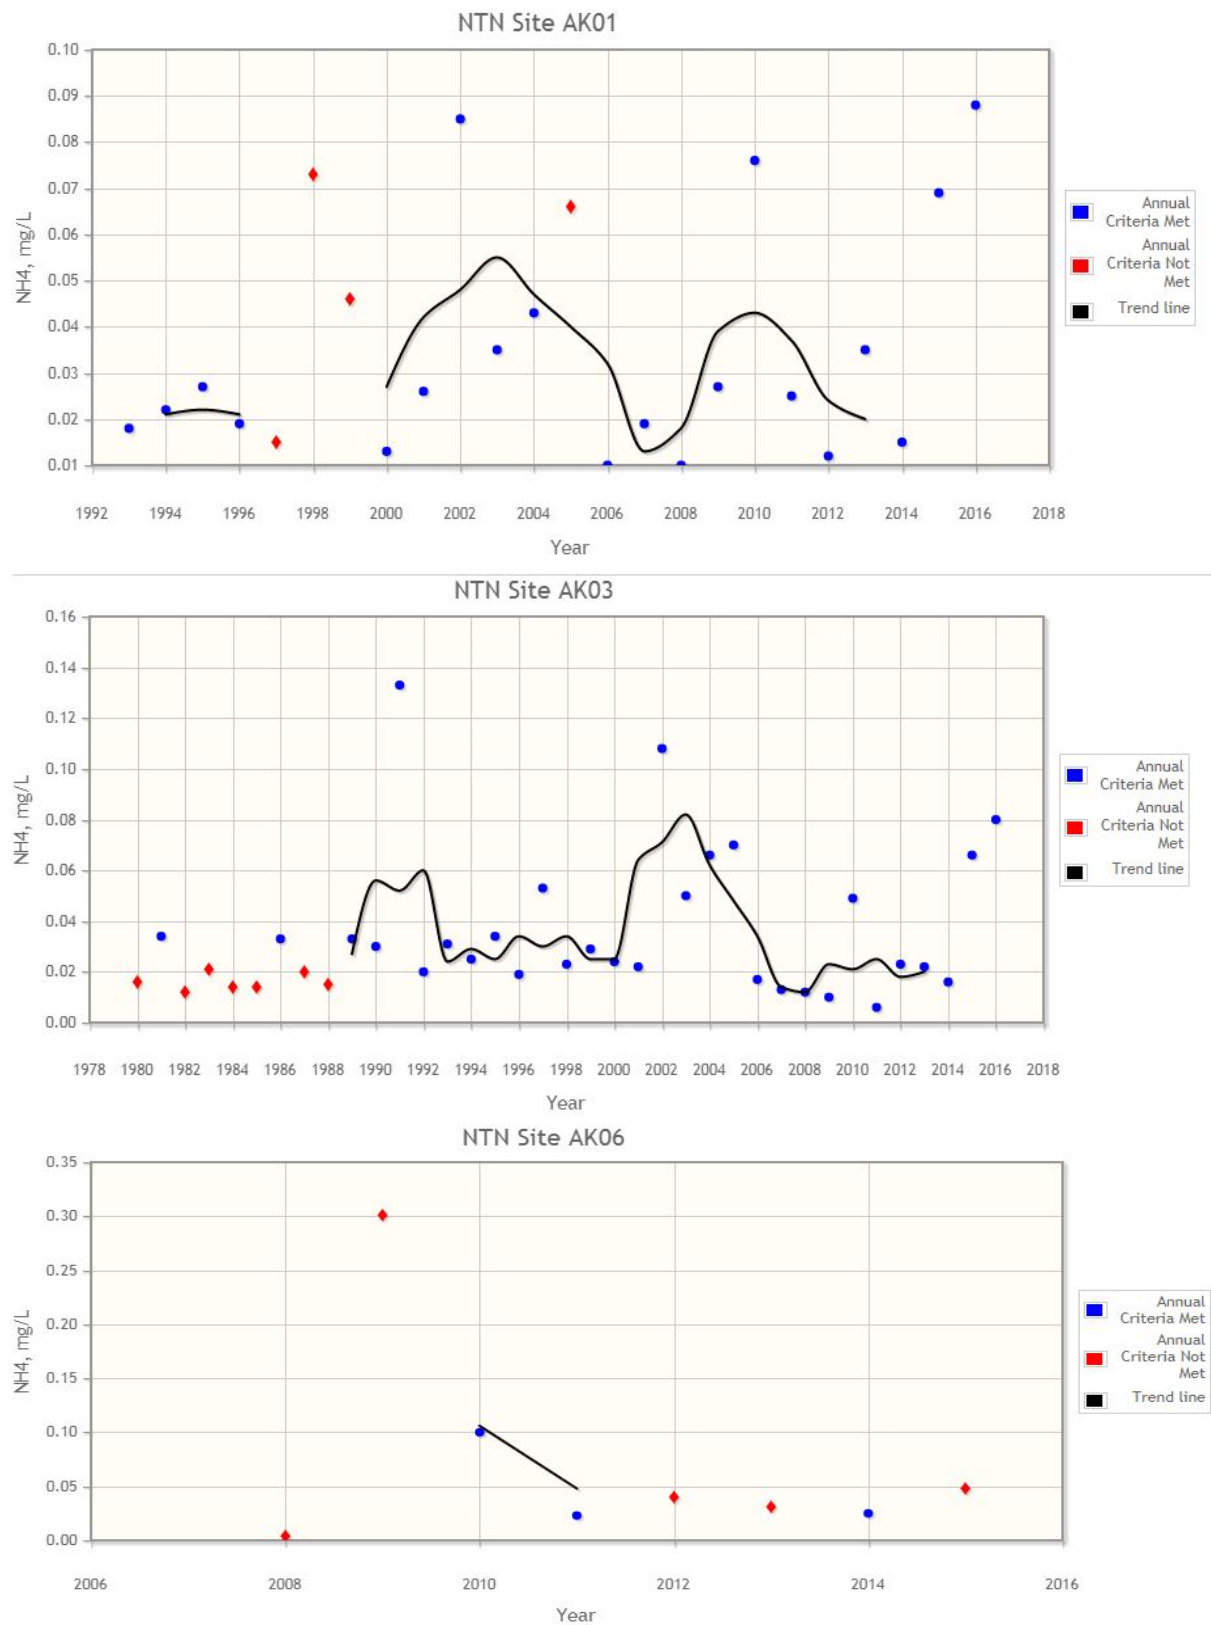 NTN Site AK01
0.10
0.09
0.08
0.07
0.06
0.05
0.04
0.03
0.02
0.01
NH4, mg/L
1992 1994 1996 1998 2000 2002 2004 2006 2008 2010 2012 2014 2016 2018
Year
Annual
Criteria Met
Annual
Criteria Not
Met
Trend line
NTN Site AK03
0.16
0.14
0.12
0.10
0.08
0.06
0.04
0.02
0.00
NH4, mg/L
1978 1980 1982 1984 1986 1988 1990 1992 1994 1996 1998 2000 2002 2004 2006 2008 2010 2012 2014 2016 2018
Year
Annual
Criteria Met
Annual
Criteria Not
Met
Trend line
NTN Site AK06
0.35
0.30
0.25
0.20
0.15
0.10
0.05
0.00
NH4, mg/L
2006 2008 2010 2012 2014 2016
Year
Annual
Criteria Met
Annual
Criteria Not
Met
Trend line